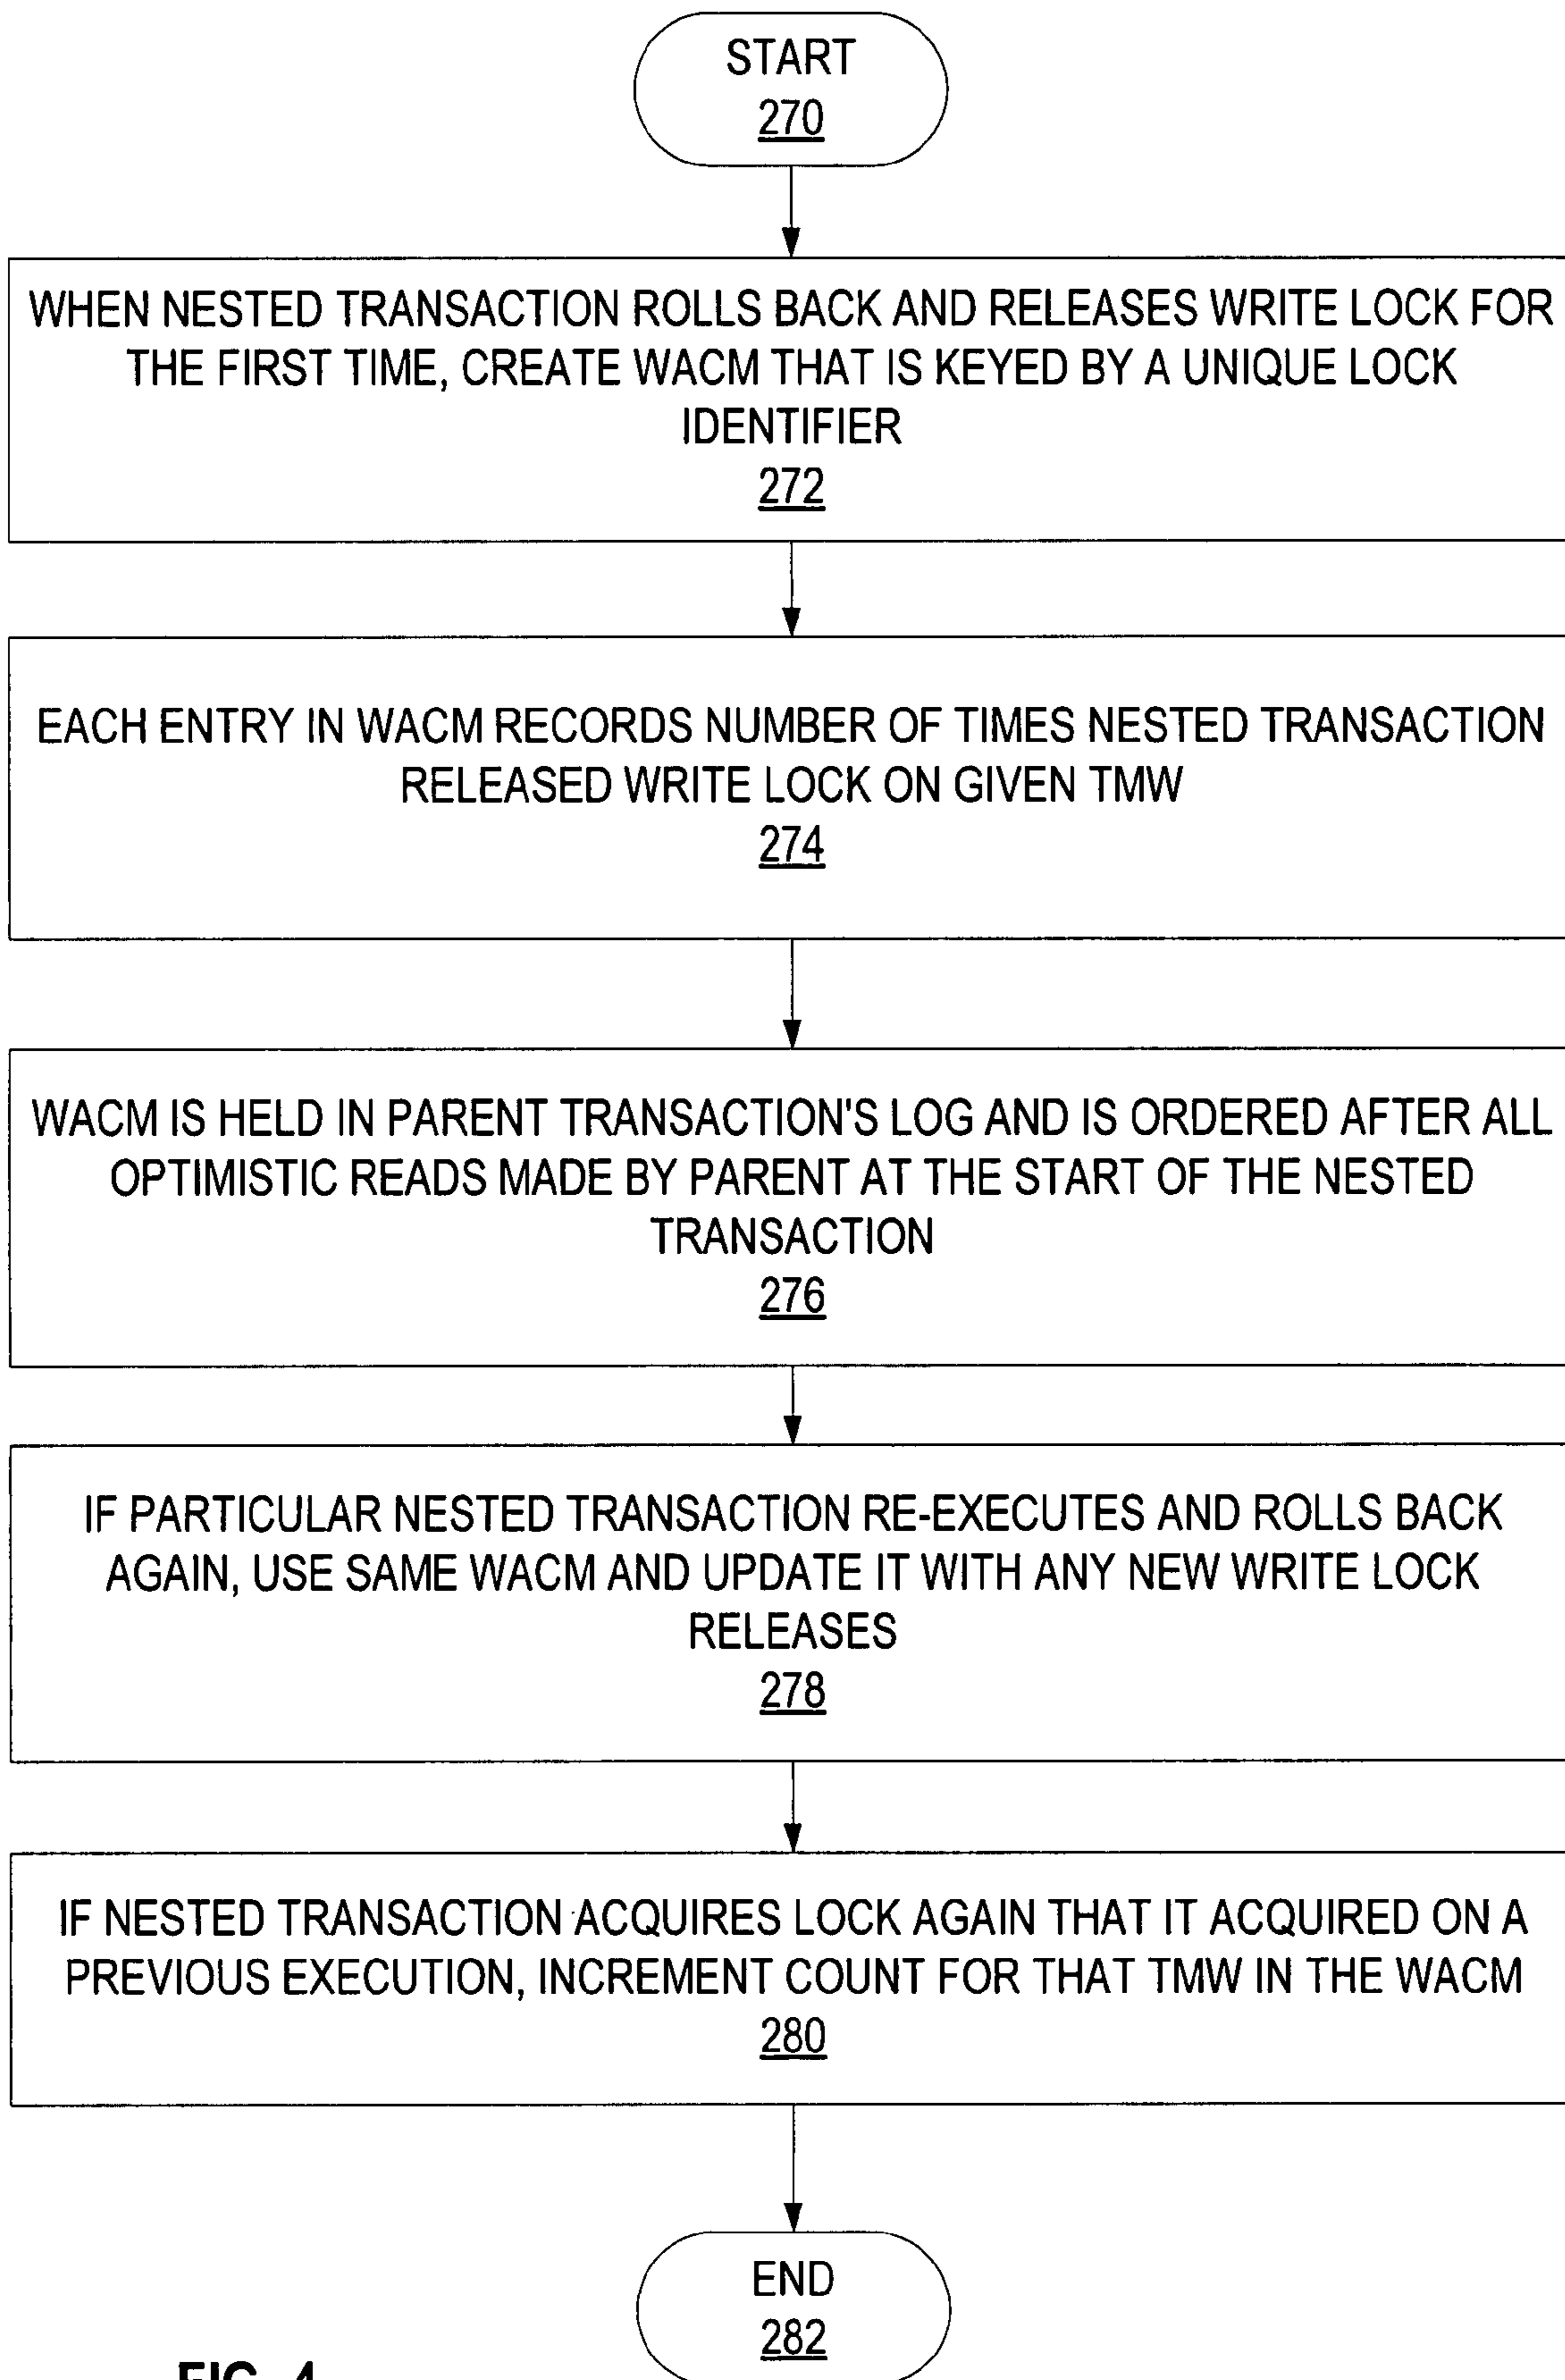 START
270
WHEN NESTED TRANSACTION ROLLS BACK AND RELEASES WRITE LOCK FOR
THE FIRST TIME, CREATE WACM THAT IS KEYED BY A UNIQUE LOCK
IDENTIFIER
272
EACH ENTRY IN WACM RECORDS NUMBER OF TIMES NESTED TRANSACTION
RELEASED WRITE LOCK ON GIVEN TMW
274
WACM IS HELD IN PARENT TRANSACTION'S LOG AND IS ORDERED AFTER ALL
OPTIMISTIC READS MADE BY PARENT AT THE START OF THE NESTED
TRANSACTION
276
IF PARTICULAR NESTED TRANSACTION RE-EXECUTES AND ROLLS BACK
AGAIN, USE SAME WACM AND UPDATE IT WITH ANY NEW WRITE LOCK
RELEASES
278
IF NESTED TRANSACTION ACQUIRES LOCK AGAIN THAT IT ACQUIRED ON A
PREVIOUS EXECUTION, INCREMENT COUNT FOR THAT TMW IN THE WACM
280
END
282
FIG. 4